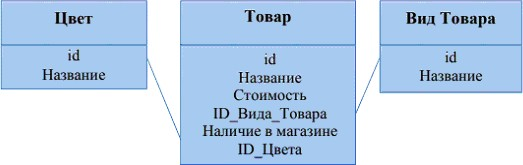 Цвет
id
Название
Товар
id
Название
Стоимость
ID_Вида_Товара
Наличие в магазине
ID_Цвета
Вид Товара
id
Название